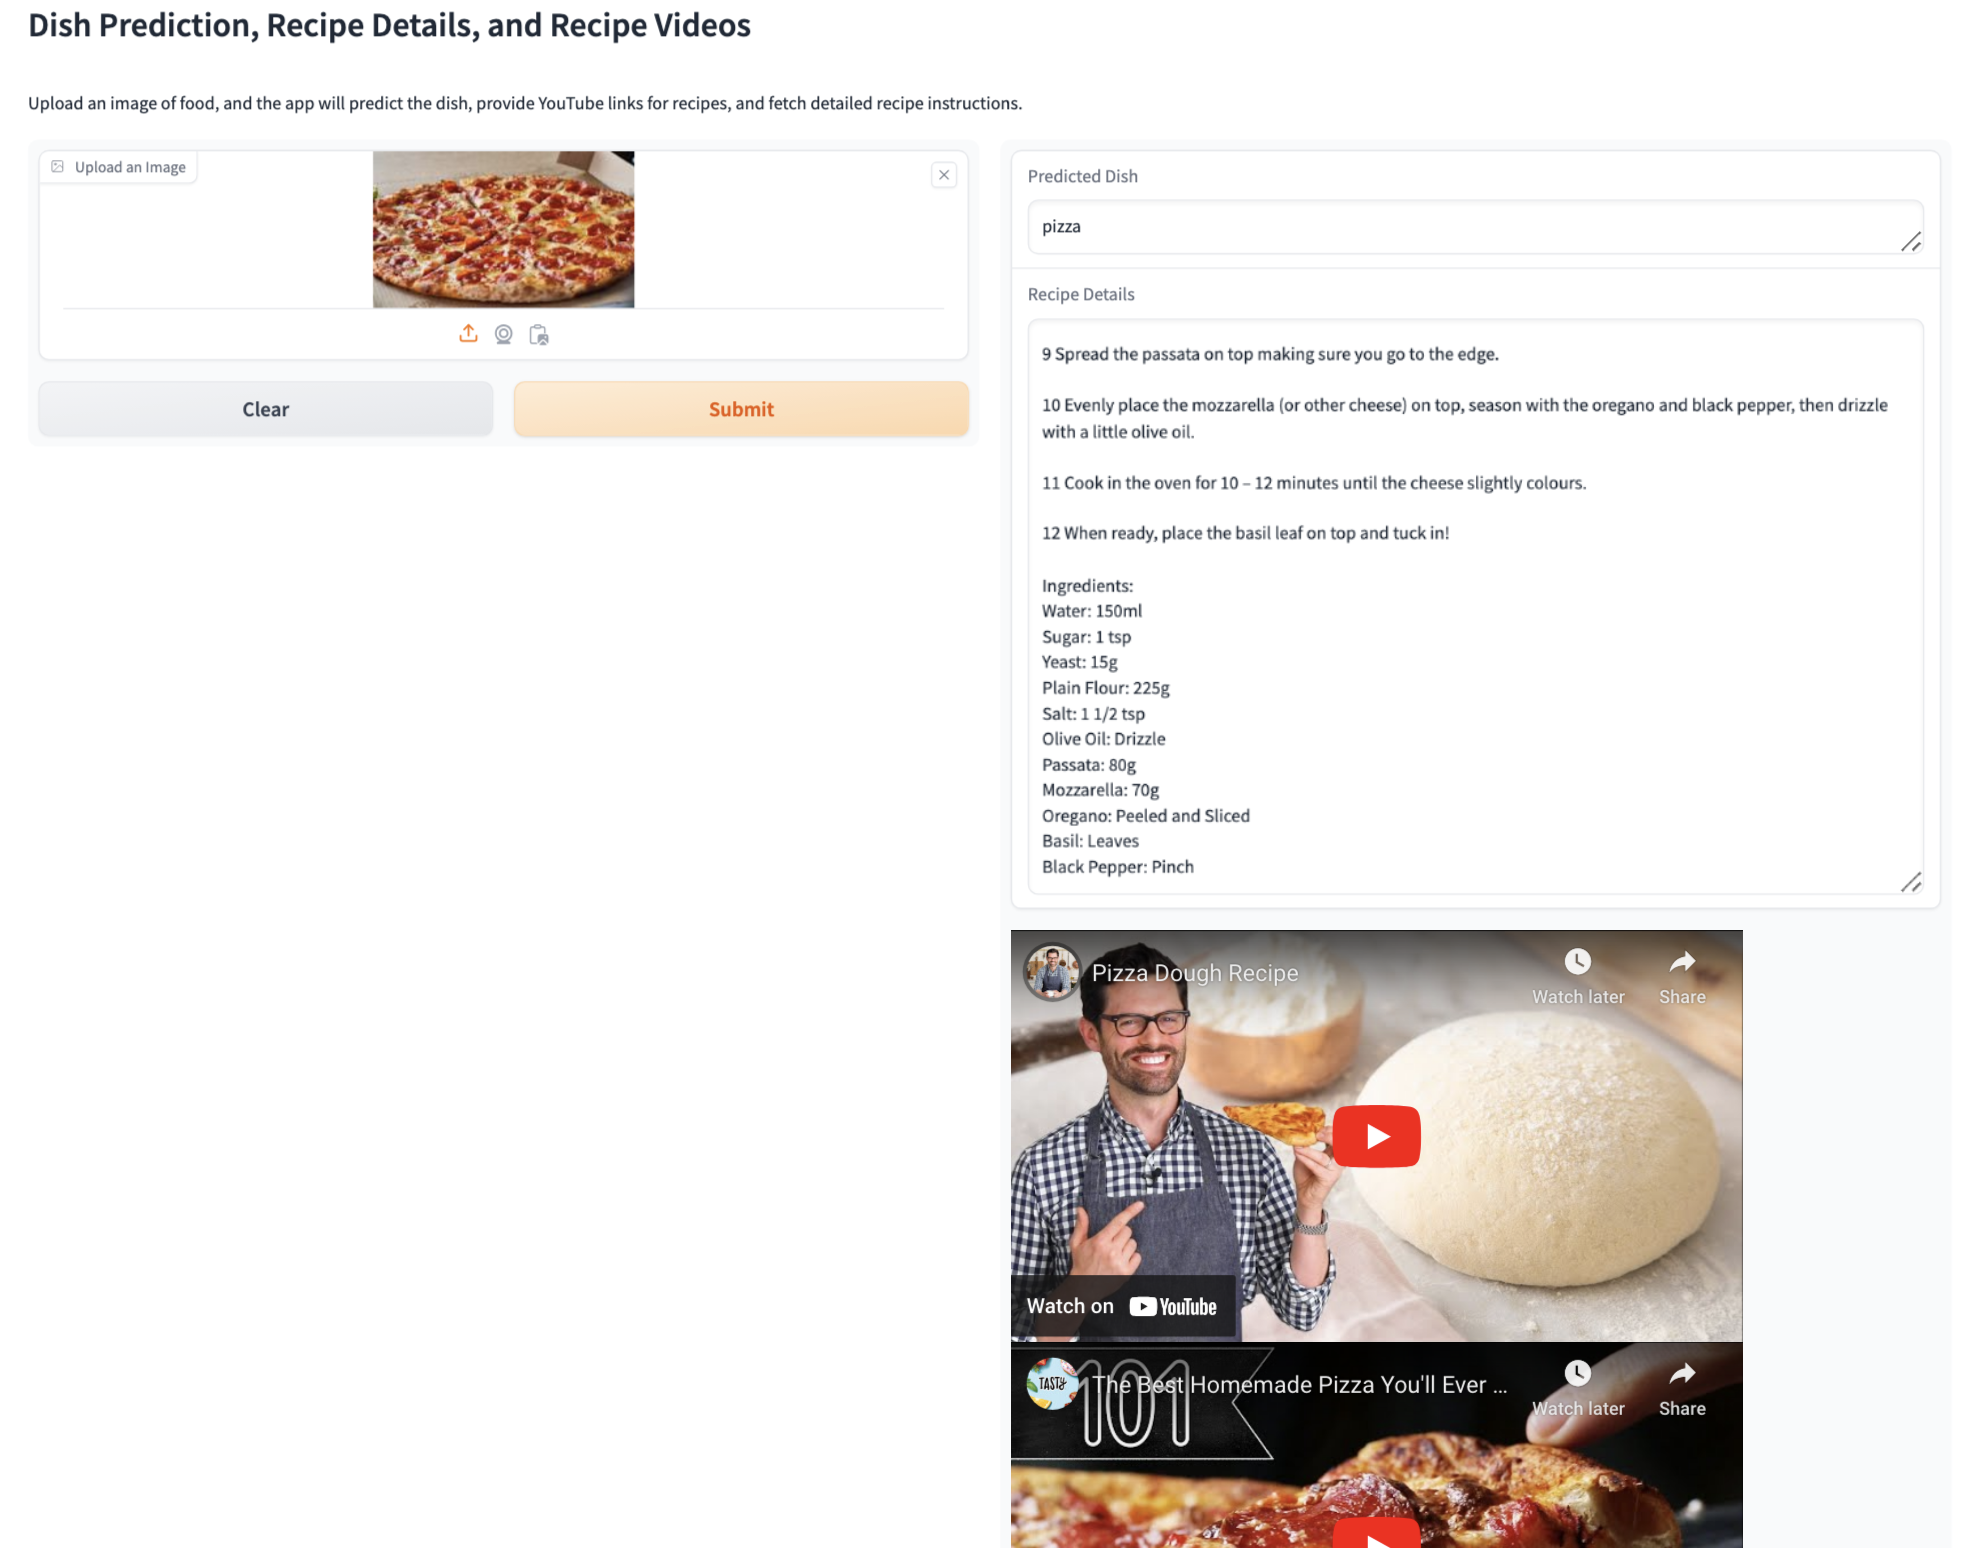 Dish Prediction, Recipe Details, and Recipe Videos
Upload an image of food, and the app will predict the dish, provide YouTube links for recipes, and fetch detailed recipe instructions.
Upload an Image
Clear
Submit
Predicted Dish
pizza
Recipe Details
9 Spread the passata on top making sure you go to the edge.
10 Evenly place the mozzarella (or other cheese) on top, season with the oregano and black pepper, then drizzle
with a little olive oil.
11 Cook in the oven for 10 – 12 minutes until the cheese slightly colours.
12 When ready, place the basil leaf on top and tuck in!
Ingredients:
Water: 150ml
Sugar: 1 tsp
Yeast: 15g
Plain Flour: 225g
Salt: 1 1/2 tsp
Olive Oil: Drizzle
Passata: 80g
Mozzarella: 70g
Oregano: Peeled and Sliced
Basil: Leaves
Black Pepper: Pinch
Pizza Dough Recipe
Watch later
Share
Watch on YouTube
TASTY
The Best Homemade Pizza You'll Ever ...
Watch later
Share
101